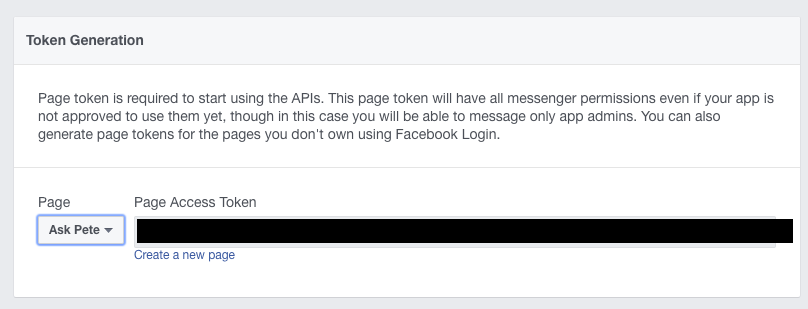 Token Generation
Page token is required to start using the APIs. This page token will have all messenger permissions even if your app is
not approved to use them yet, though in this case you will be able to message only app admins. You can also
generate page tokens for the pages you don't own using Facebook Login.
Page Page Access Token
Ask Pete
Create a new page